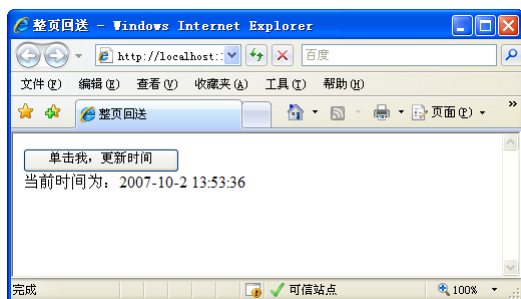 整页回送 - Windows Internet Explorer
http://localhost:
百度
文件(F) 编辑(E) 查看(V) 收藏夹(A) 工具(T) 帮助(H)
整页回送
页面(P)
»
单击我，更新时间
当前时间为：2007-10-2 13:53:36
完成
可信站点
100%